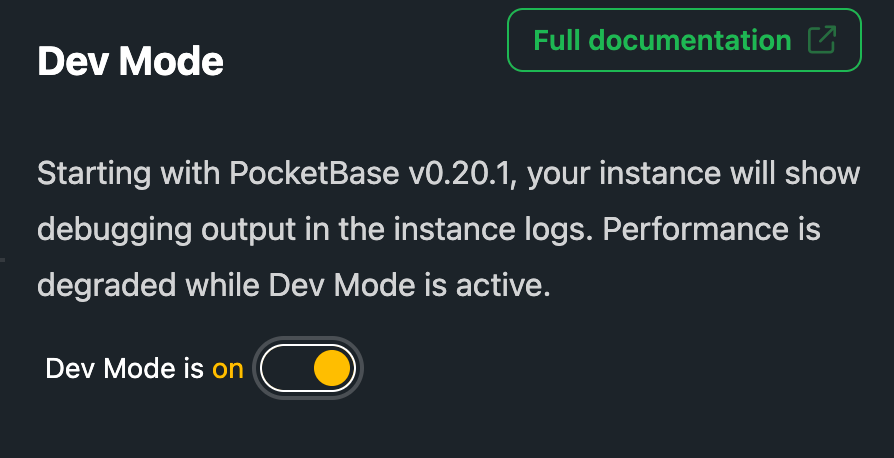 Dev Mode
Full documentation
Starting with PocketBase v0.20.1, your instance will show
debugging output in the instance logs. Performance is
degraded while Dev Mode is active.
Dev Mode is on